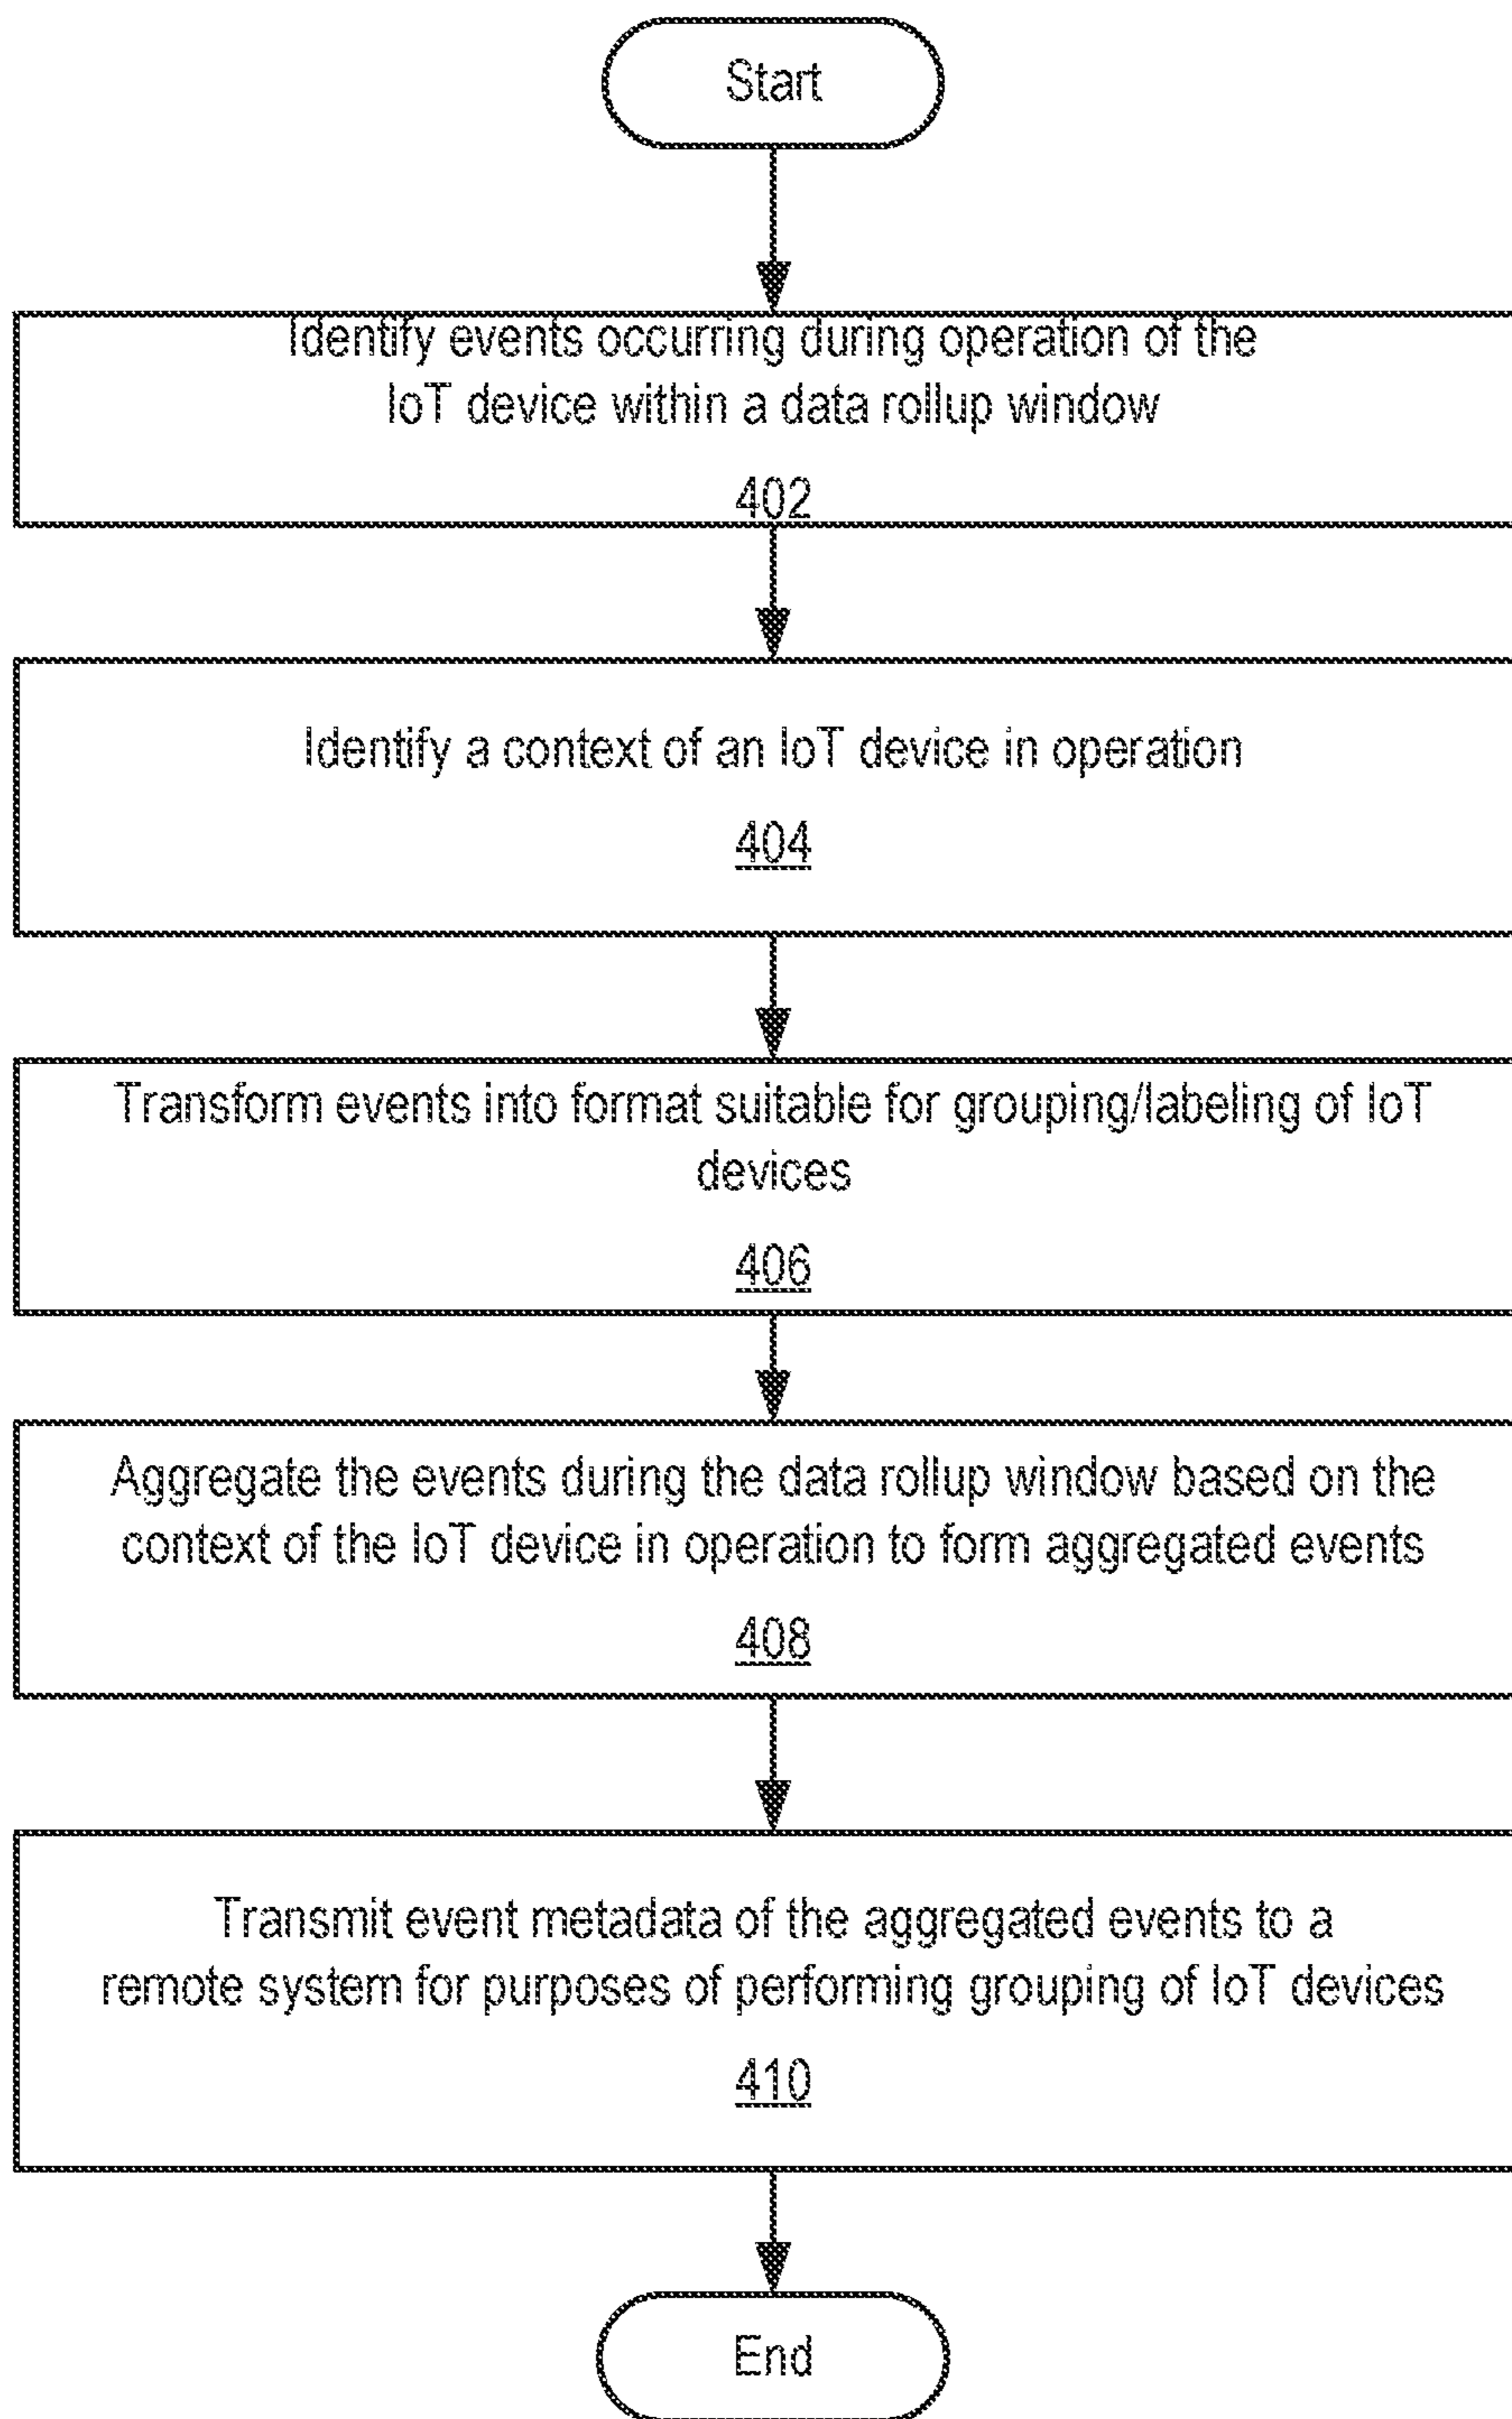 Start
Identify events occurring during operation of the
IoT device within a data rollup window
402
Identify a context of an IoT device in operation
404
Transform events into format suitable for grouping/labeling of IoT
devices
406
Aggregate the events during the data rollup window based on the
context of the IoT device in operation to form aggregated events
408
Transmit event metadata of the aggregated events to a
remote system for purposes of performing grouping of IoT devices
410
End